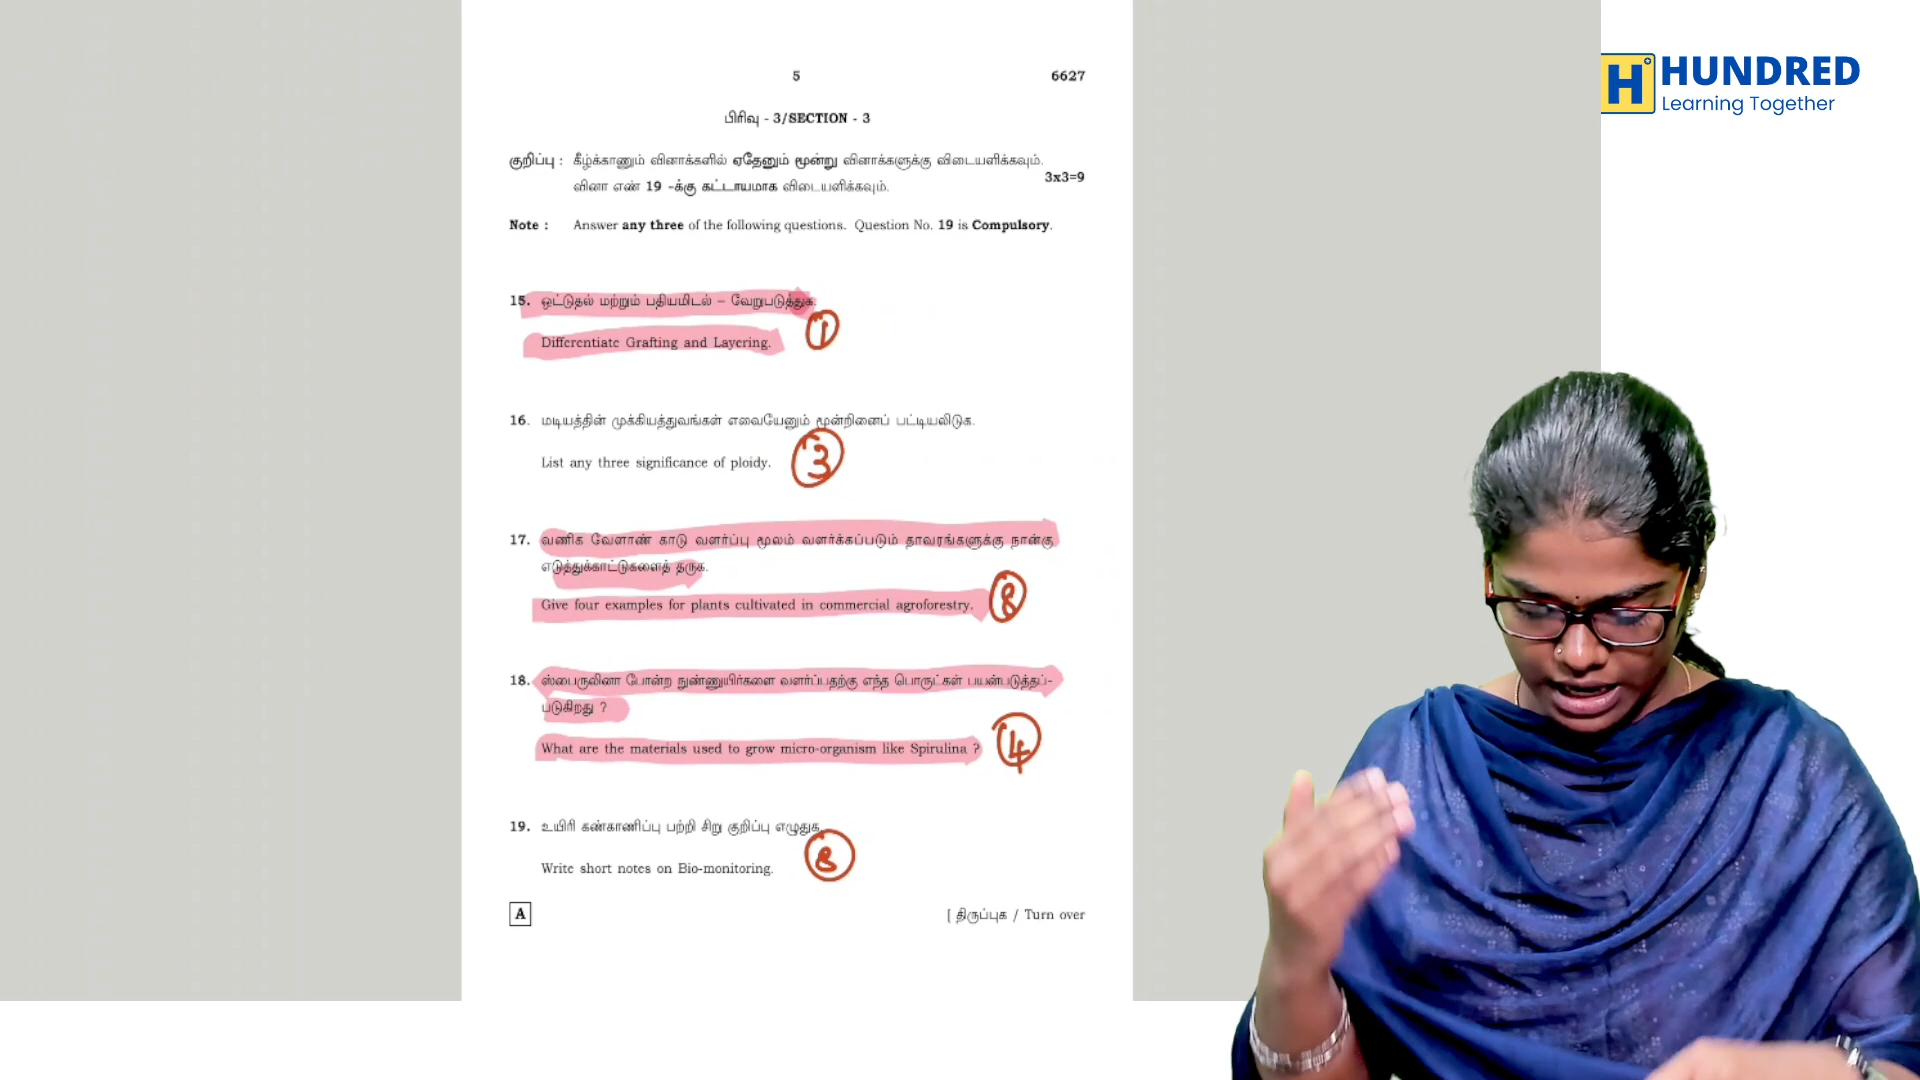 5
6627
HUNDRED
Learning Together
பிரிவு - 3/SECTION - 3
குறிப்பு : கீழ்க்காணும் வினாக்களில் ஏதேனும் மூன்று வினாக்களுக்கு விடையளிக்கவும்.
வினா எண் 19 -க்கு கட்டாயமாக விடையளிக்கவும்.
3x3=9
Note : Answer any three of the following questions. Question No. 19 is Compulsory.
15. ஒட்டுதல் மற்றும் பதியமிடல் – வேறுபடுத்துக.
Differentiate Grafting and Layering.
1
16. மடியத்தின் முக்கியத்துவங்கள் எவையேனும் மூன்றினைப் பட்டியலிடுக.
List any three significance of ploidy.
3
17. வணிக வேளாண் காடு வளர்ப்பு மூலம் வளர்க்கப்படும் தாவரங்களுக்கு நான்கு
எடுத்துக்காட்டுகளைத் தருக.
Give four examples for plants cultivated in commercial agroforestry.
8
18. ஸ்பைருலினா போன்ற நுண்ணுயிர்களை வளர்ப்பதற்கு எந்த பொருட்கள் பயன்படுத்தப்-
படுகிறது ?
What are the materials used to grow micro-organism like Spirulina ?
4
19. உயிரி கண்காணிப்பு பற்றி சிறு குறிப்பு எழுதுக.
Write short notes on Bio-monitoring.
8
A
[ திருப்புக / Turn over